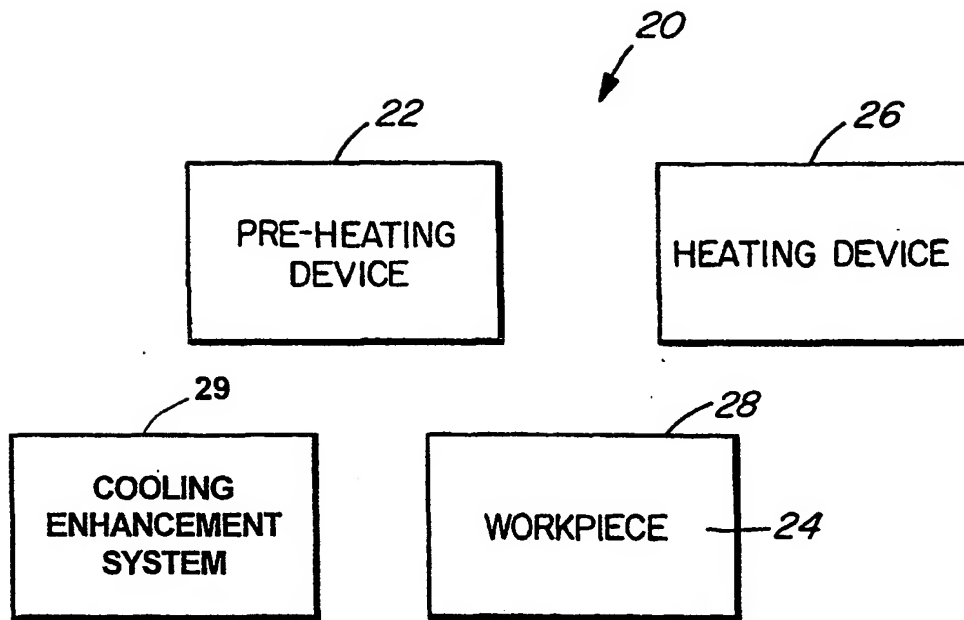 20
22
26
PRE-HEATING
DEVICE
HEATING DEVICE
29
28
COOLING
ENHANCEMENT
SYSTEM
WORKPIECE
24